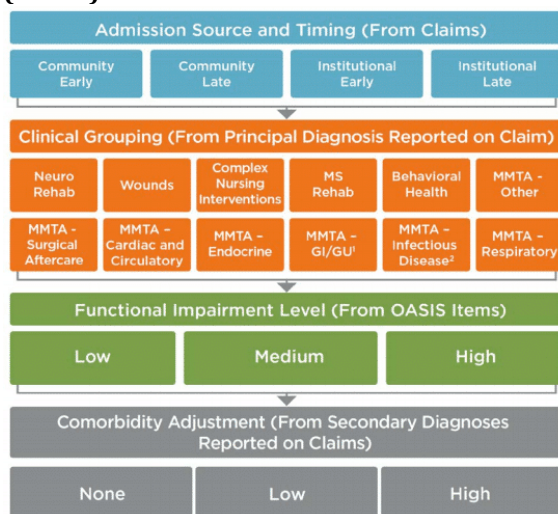 Admission Source and Timing (From Claims)
Community Early
Community Late
Institutional Early
Institutional Late
Clinical Grouping (From Principal Diagnosis Reported on Claim)
Neuro Rehab
Wounds
Complex Nursing Interventions
MS Rehab
Behavioral Health
MMTA - Other
MMTA - Surgical Aftercare
MMTA – Cardiac and Circulatory
MMTA – Endocrine
MMTA – GI/GU¹
MMTA – Infectious Disease²
MMTA – Respiratory
Functional Impairment Level (From OASIS Items)
Low
Medium
High
Comorbidity Adjustment (From Secondary Diagnoses
Reported on Claims)
None
Low
High